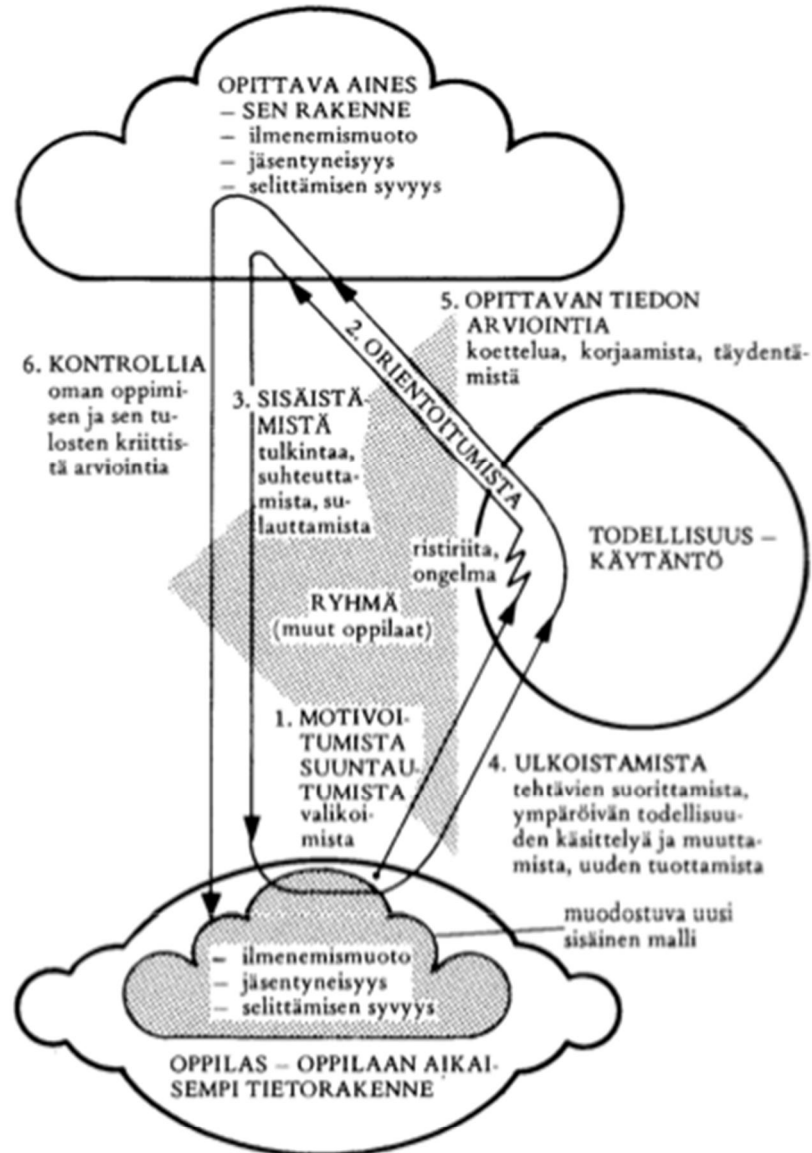 OPITTAVA AINES
– SEN RAKENNE
– ilmenemismuoto
– jäsentyneisyys
– selittämisen syvyys
5. OPITTAVAN TIEDON
ARVIOINTIA
koettelua, korjaamista, täydentä-
mistä
2. ORIENTOITUMISTA
6. KONTROLLIA
oman oppimi-
sen ja sen tu-
losten kriittis-
tä arviointia
3. SISÄISTÄ-
MISTÄ
tulkintaa,
suhteutta-
mista, su-
lauttamista
ristiriita,
ongelma
TODELLISUUS –
KÄYTÄNTÖ
RYHMÄ
(muut oppilaat)
1. MOTIVOI-
TUMISTA
SUUNTAU-
TUMISTA
valikoi-
mista
4. ULKOISTAMISTA
tehtävien suorittamista,
ympäröivän todellisuu-
den käsittelyä ja muutta-
mista, uuden tuottamista
muodostuva uusi
sisäinen malli
– ilmenemismuoto
– jäsentyneisyys
– selittämisen syvyys
OPPILAS – OPPILAAN AIKAI-
SEMPI TIETORAKENNE